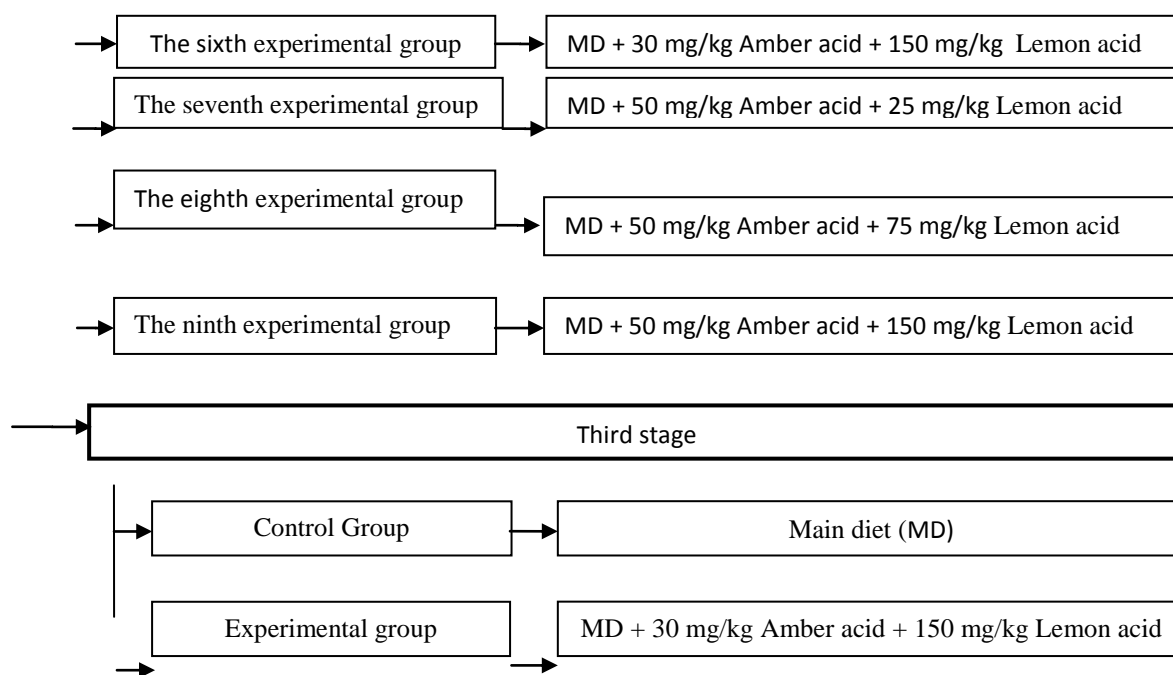 The sixth experimental group MD + 30 mg/kg Amber acid + 150 mg/kg Lemon acid
The seventh experimental group MD + 50 mg/kg Amber acid + 25 mg/kg Lemon acid
The eighth experimental group MD + 50 mg/kg Amber acid + 75 mg/kg Lemon acid
The ninth experimental group MD + 50 mg/kg Amber acid + 150 mg/kg Lemon acid
Third stage
Control Group Main diet (MD)
Experimental group MD + 30 mg/kg Amber acid + 150 mg/kg Lemon acid